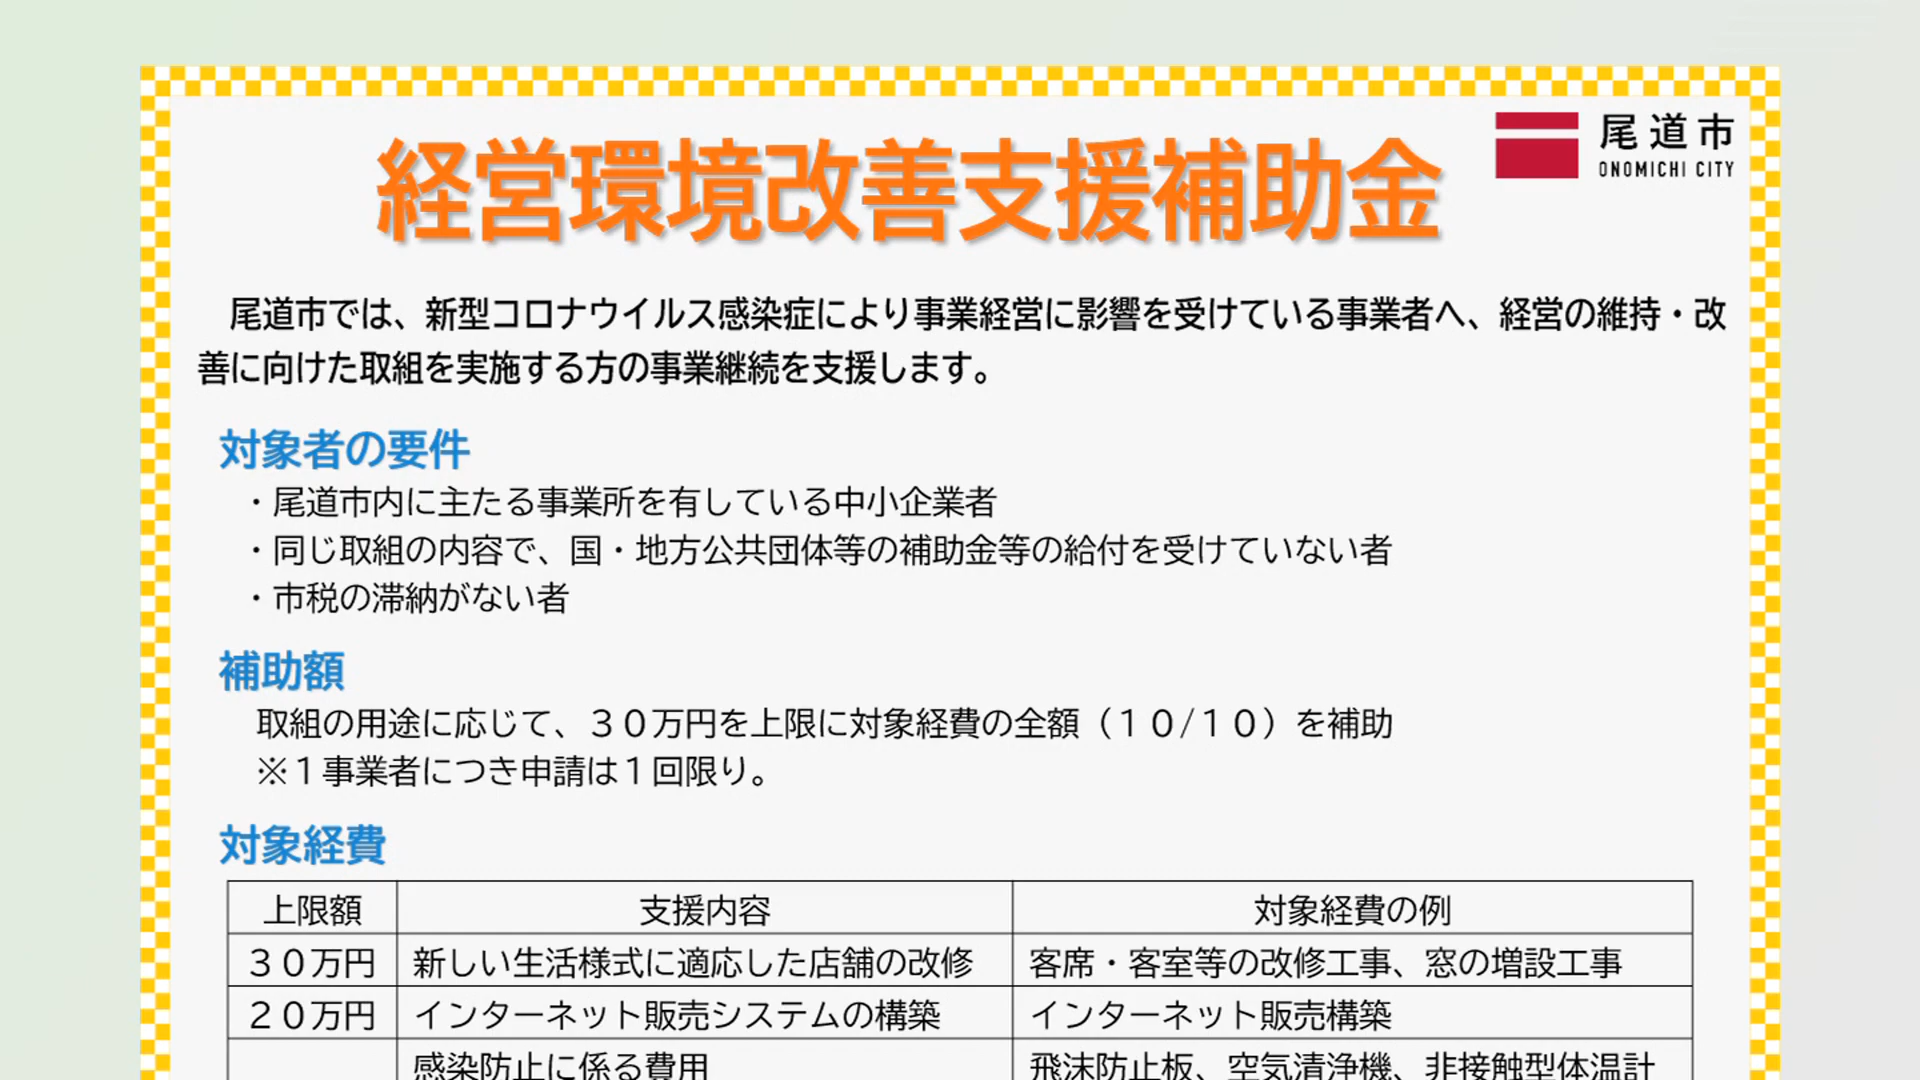 尾道市
ONOMICHI CITY
経営環境改善支援補助金
尾道市では、新型コロナウイルス感染症により事業経営に影響を受けている事業者へ、経営の維持・改
善に向けた取組を実施する方の事業継続を支援します。
対象者の要件
・尾道市内に主たる事業所を有している中小企業者
・同じ取組の内容で、国・地方公共団体等の補助金等の給付を受けていない者
・市税の滞納がない者
補助額
取組の用途に応じて、３０万円を上限に対象経費の全額（１０/１０）を補助
※１事業者につき申請は１回限り。
対象経費
上限額 支援内容 対象経費の例
３０万円 新しい生活様式に適応した店舗の改修 客席・客室等の改修工事、窓の増設工事
２０万円 インターネット販売システムの構築 インターネット販売構築
感染防止に係る費用 飛沫防止板、空気清浄機、非接触型体温計